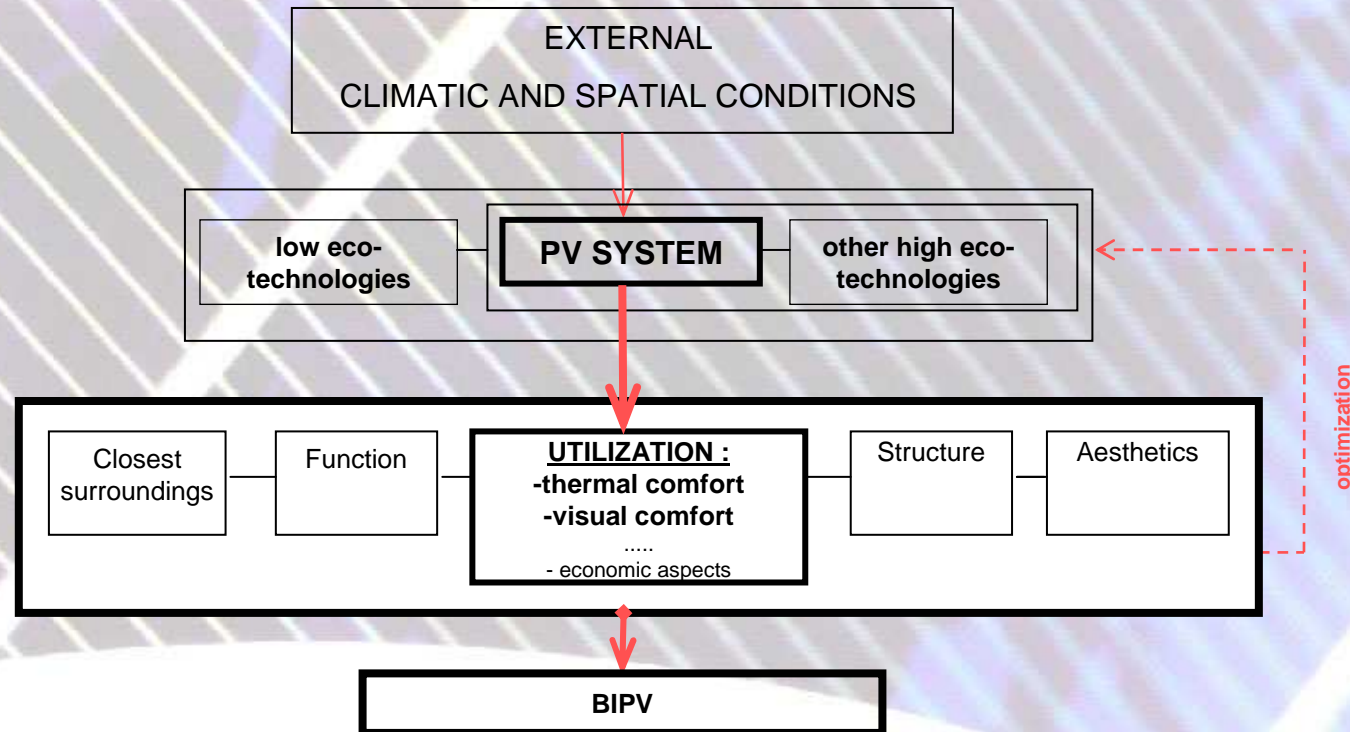 EXTERNAL
CLIMATIC AND SPATIAL CONDITIONS
low eco-
technologies
PV SYSTEM
other high eco-
technologies
optimization
Closest
surroundings
Function
UTILIZATION :
-thermal comfort
-visual comfort
.....
- economic aspects
Structure
Aesthetics
BIPV